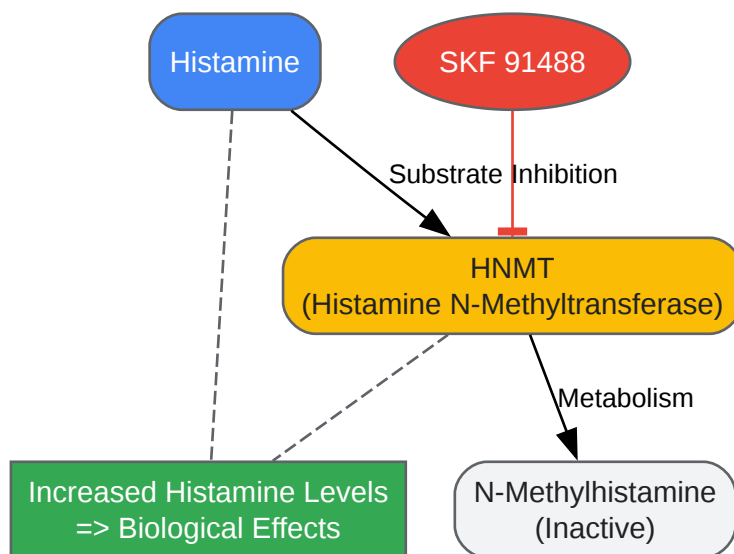 Histamine
SKF 91488
Substrate Inhibition
HNMT
(Histamine N-Methyltransferase)
Metabolism
Increased Histamine Levels
=> Biological Effects
N-Methylhistamine
(Inactive)